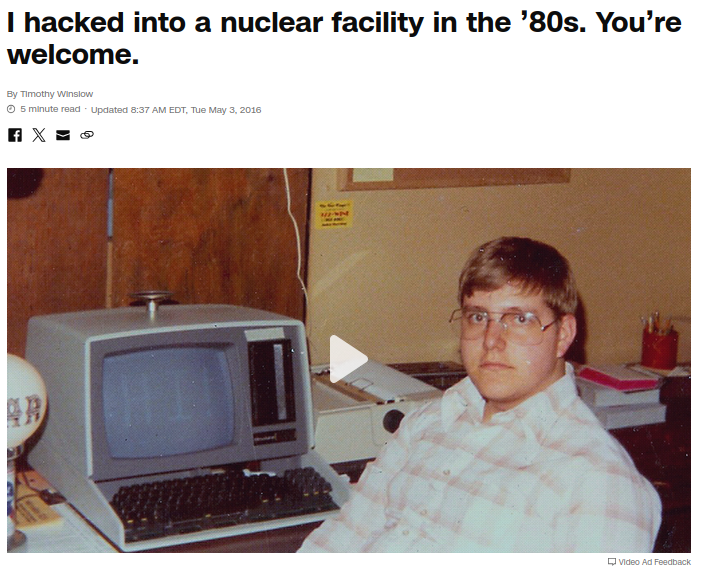 I hacked into a nuclear facility in the ’80s. You’re
welcome.
By Timothy Winslow
5 minute read · Updated 8:37 AM EDT, Tue May 3, 2016
Video Ad Feedback